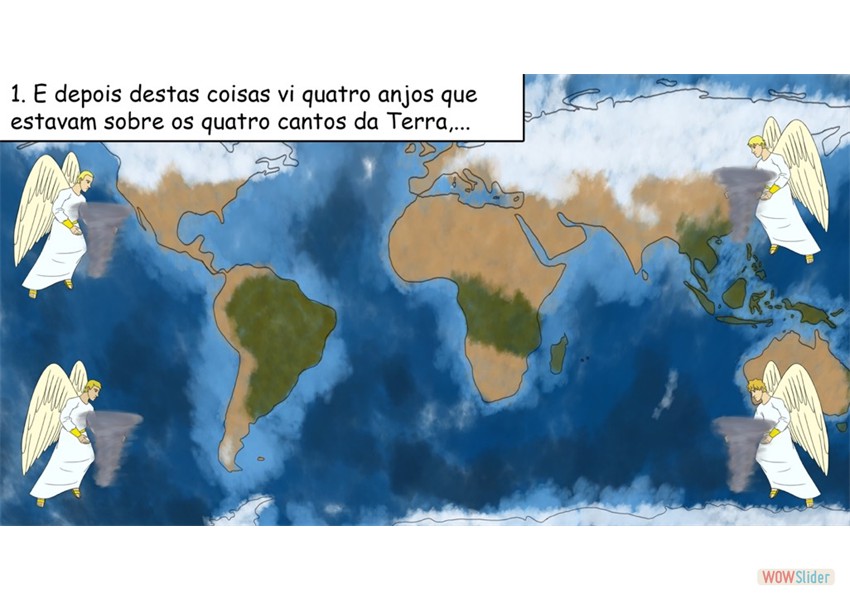 1. E depois destas coisas vi quatro anjos que
estavam sobre os quatro cantos da Terra,...
WOWSlider